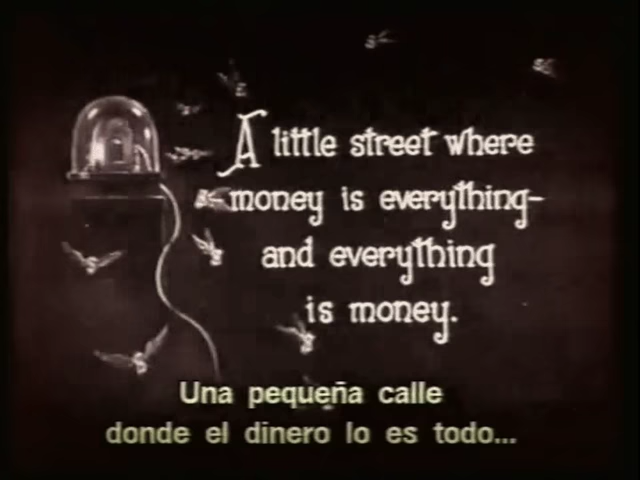 A little street where
money is everything-
and everything
is money.
Una pequeña calle
donde el dinero lo es todo...